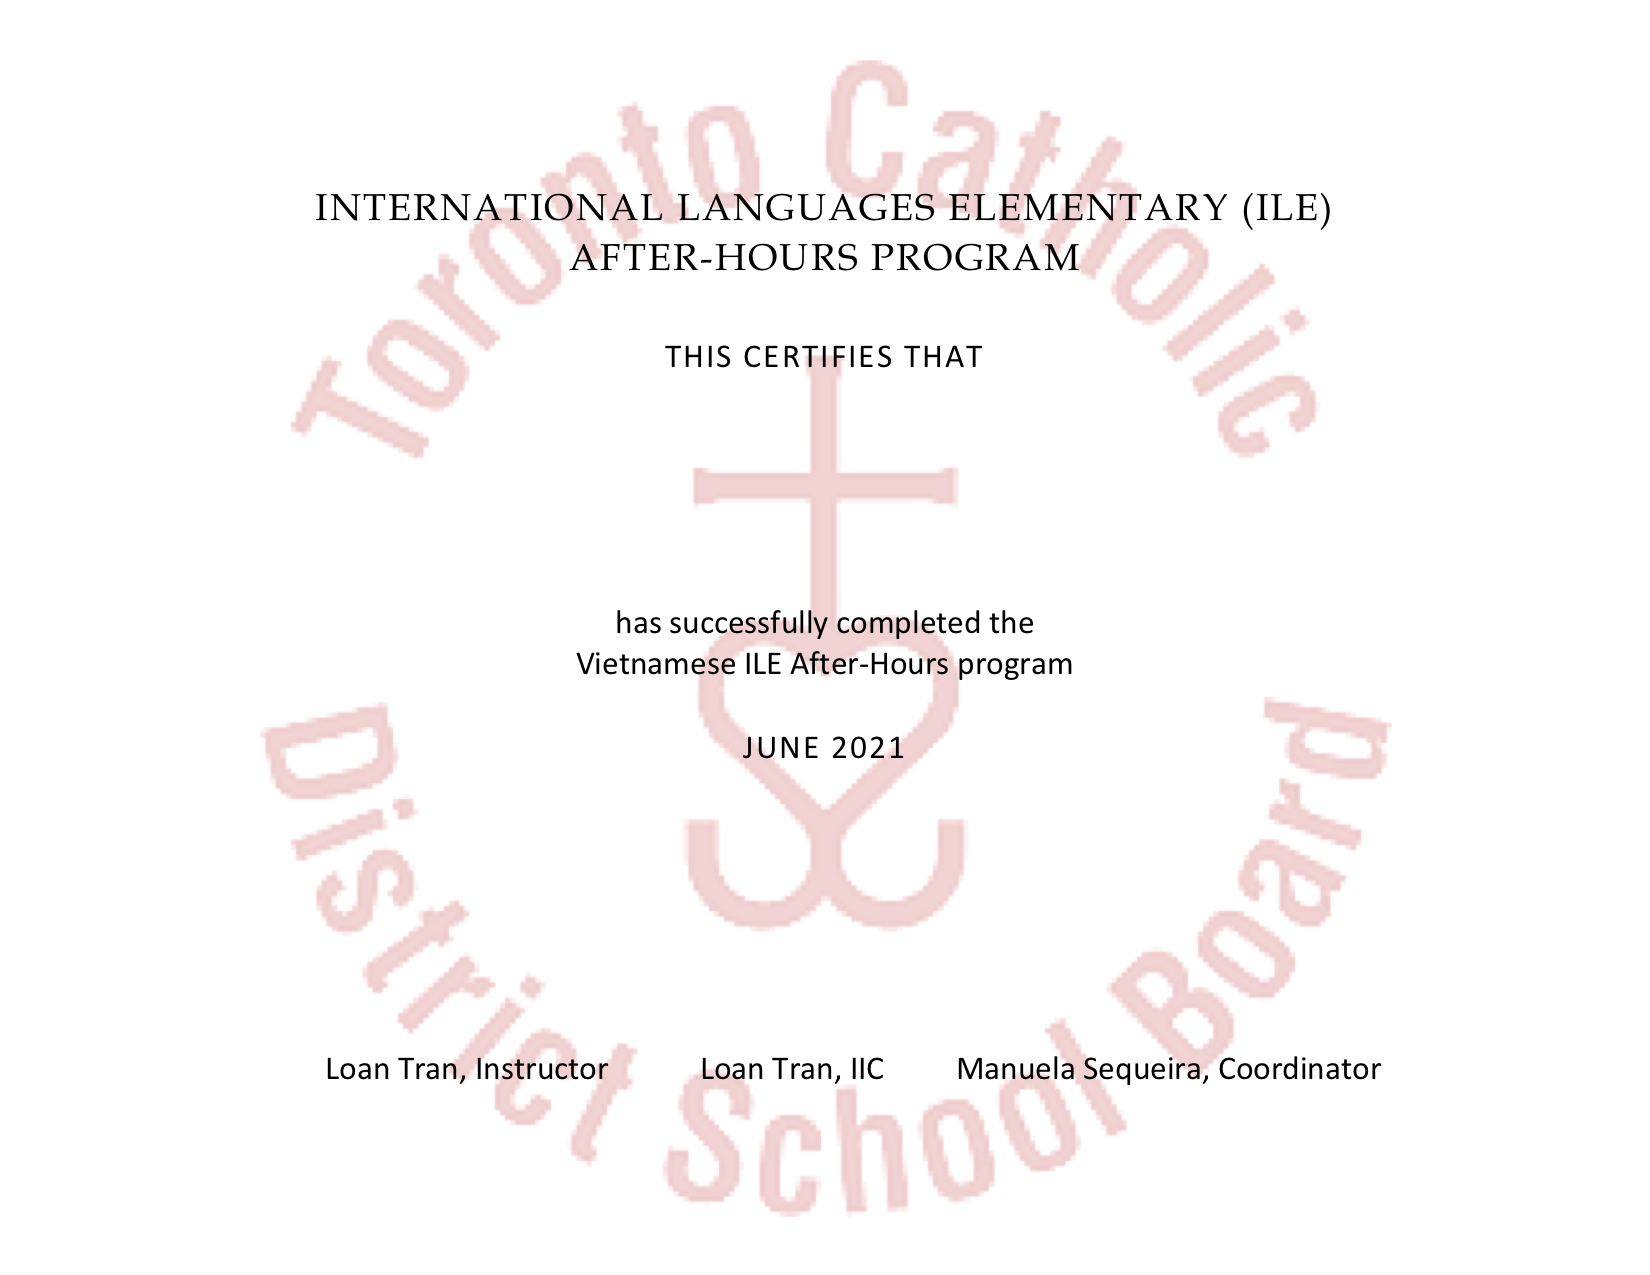 Toronto Catholic
INTERNATIONAL LANGUAGES ELEMENTARY (ILE)
AFTER-HOURS PROGRAM
THIS CERTIFIES THAT
has successfully completed the
Vietnamese ILE After-Hours program
JUNE 2021
Loan Tran, Instructor Loan Tran, IIC Manuela Sequeira, Coordinator
District School Board